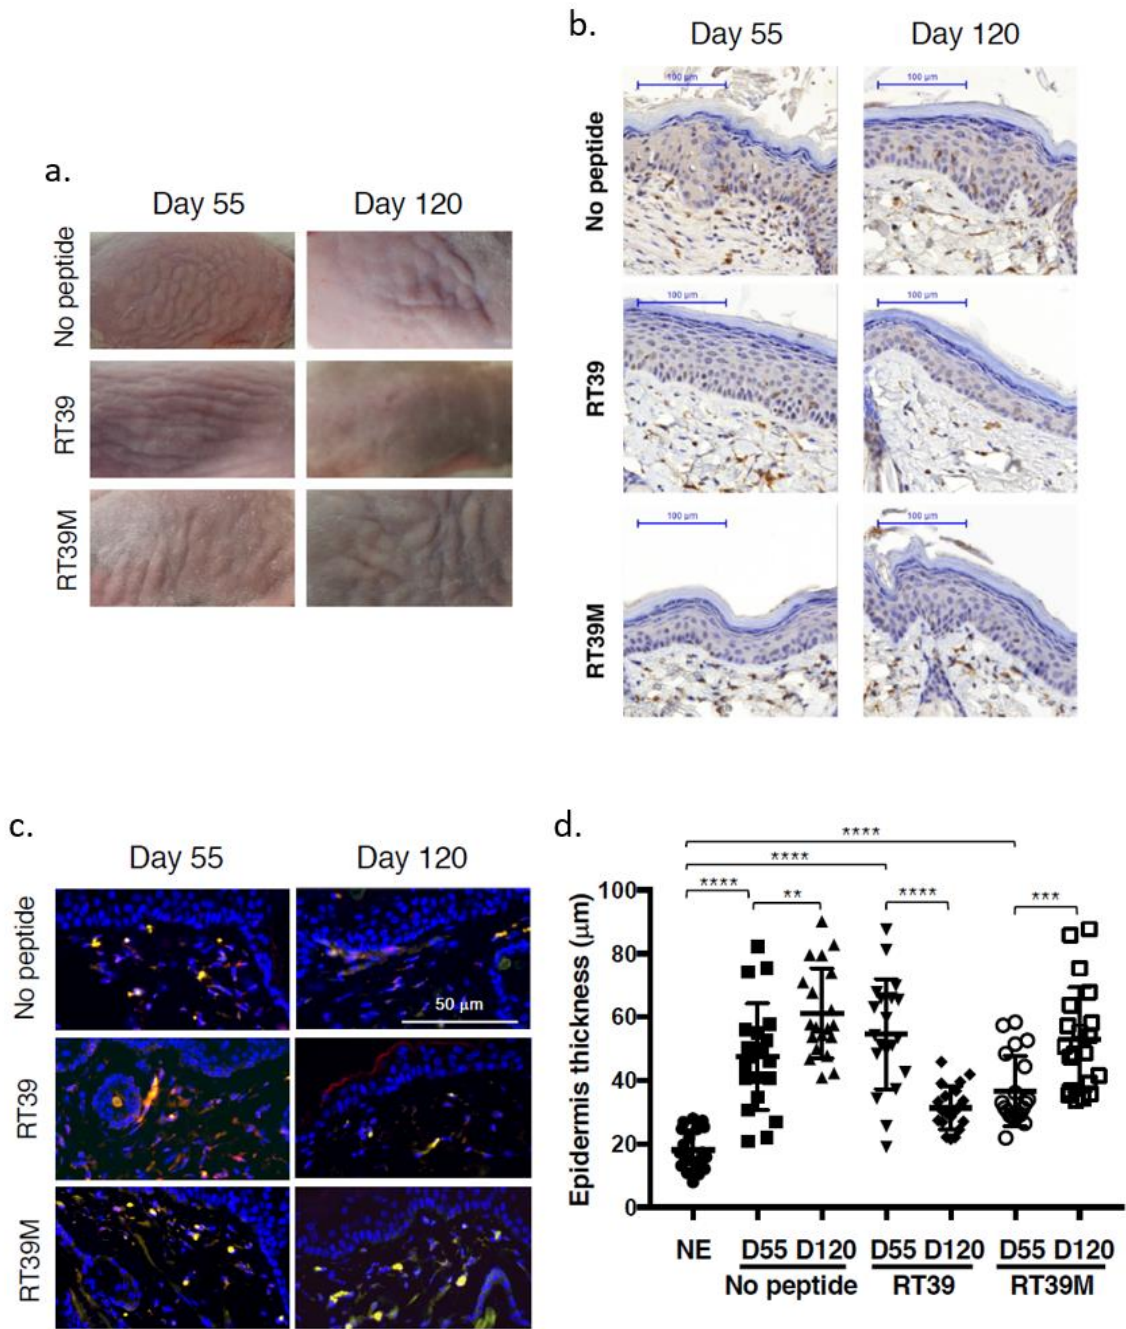 a.
Day 55 Day 120
No peptide
RT39
RT39M
b.
Day 55 Day 120
No peptide
100 µm 100 µm
RT39
100 µm 100 µm
RT39M
100 µm 100 µm
c.
Day 55 Day 120
No peptide
50 µm
RT39
RT39M
d.
****
****
**** ** **** ***
Epidermis thickness (µm)
100
80
60
40
20
0
NE D55 D120 D55 D120 D55 D120
No peptide RT39 RT39M